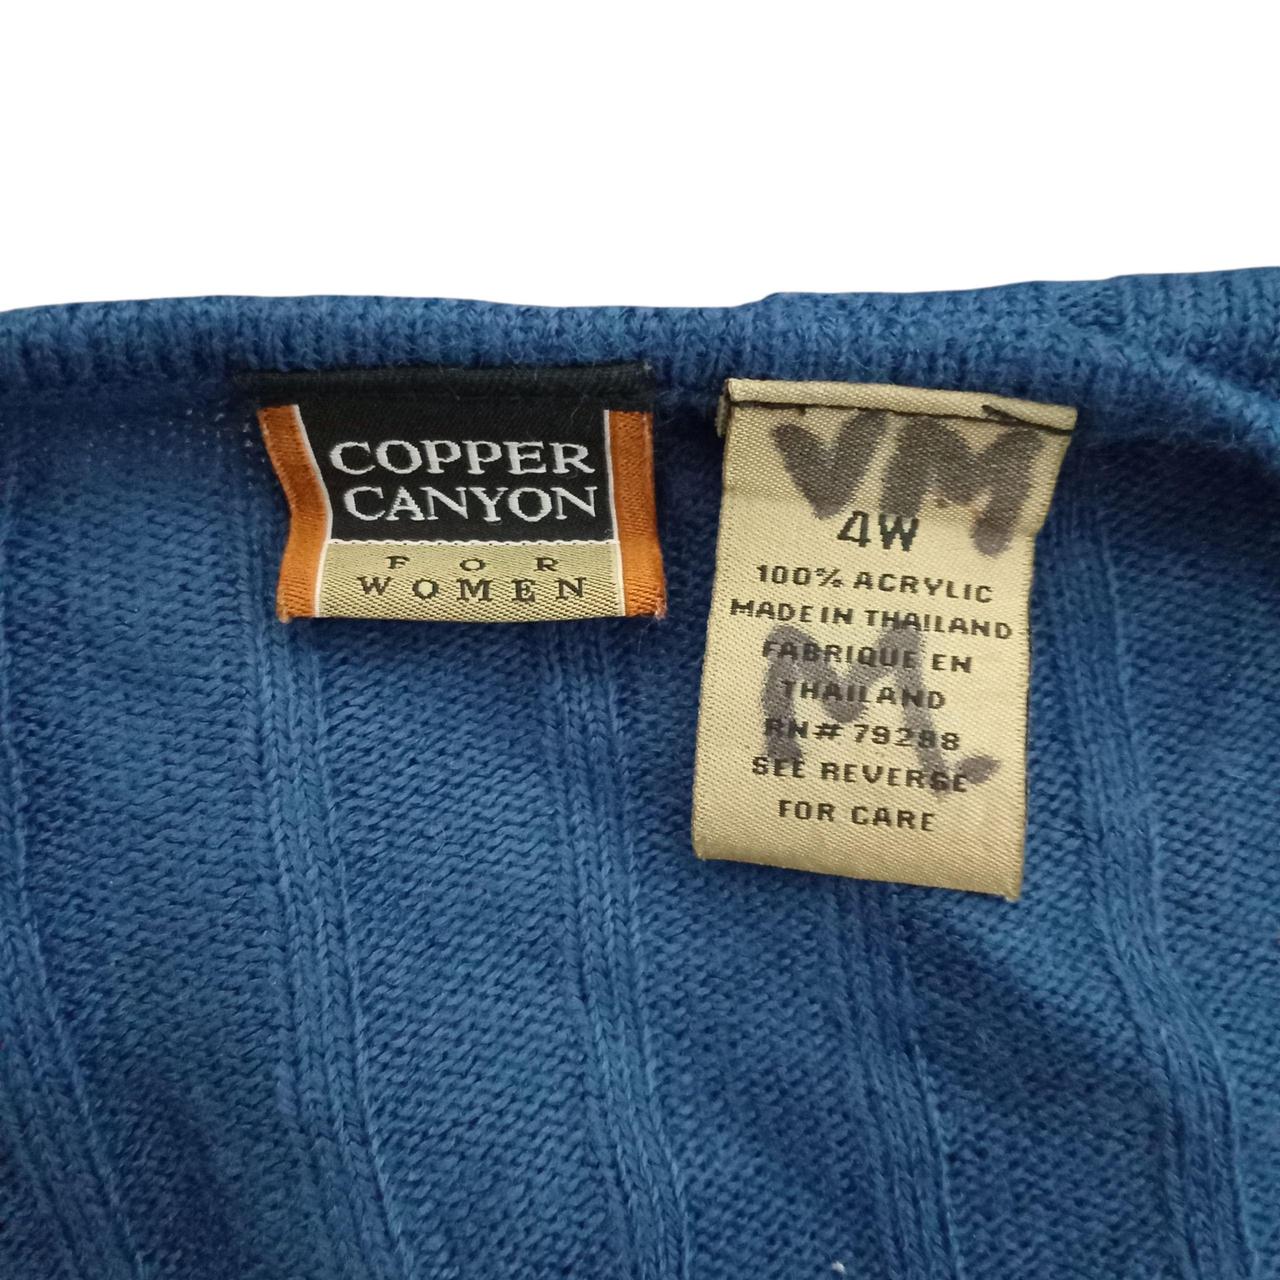 COPPER
CANYON
FOR
WOMEN
VM
4W
100% ACRYLIC
MADE IN THAILAND
FABRIQUE EN
THAILAND
RN# 79288
SEE REVERSE
FOR CARE